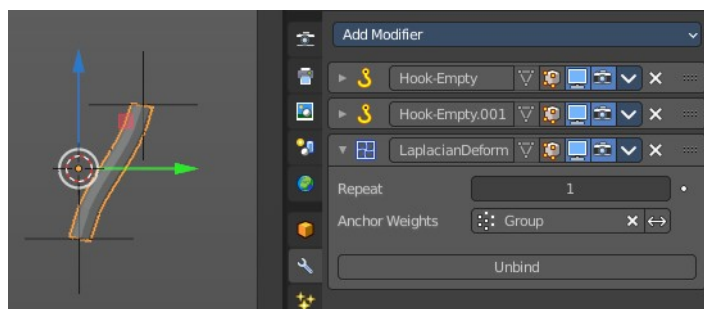 Add Modifier
Hook-Empty
Hook-Empty.001
LaplacianDeform
Repeat 1
Anchor Weights Group
Unbind